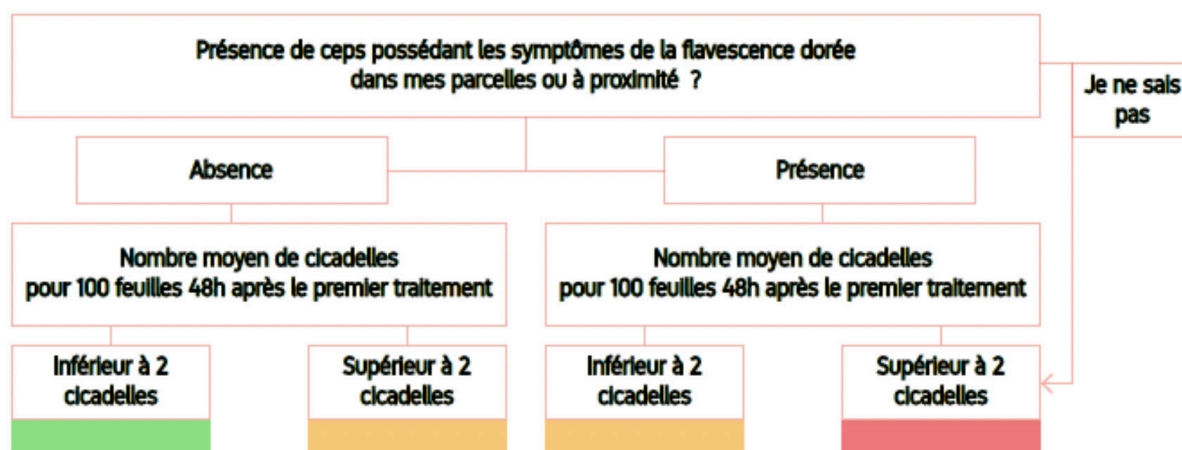 Présence de ceps possédant les symptômes de la flavescence dorée
dans mes parcelles ou à proximité ?
Je ne sais
pas
Absence
Présence
Nombre moyen de cicadelles
pour 100 feuilles 48h après le premier traitement
Nombre moyen de cicadelles
pour 100 feuilles 48h après le premier traitement
Inférieur à 2
cicadelles
Supérieur à 2
cicadelles
Inférieur à 2
cicadelles
Supérieur à 2
cicadelles